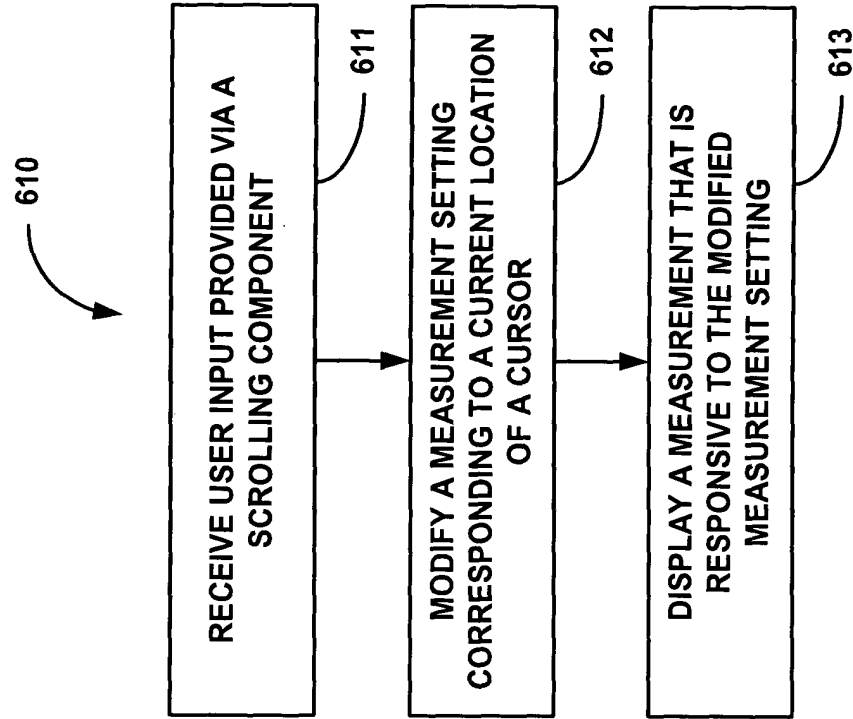 610
RECEIVE USER INPUT PROVIDED VIA A
SCROLLING COMPONENT
611
MODIFY A MEASUREMENT SETTING
CORRESPONDING TO A CURRENT LOCATION
OF A CURSOR
612
DISPLAY A MEASUREMENT THAT IS
RESPONSIVE TO THE MODIFIED
MEASUREMENT SETTING
613